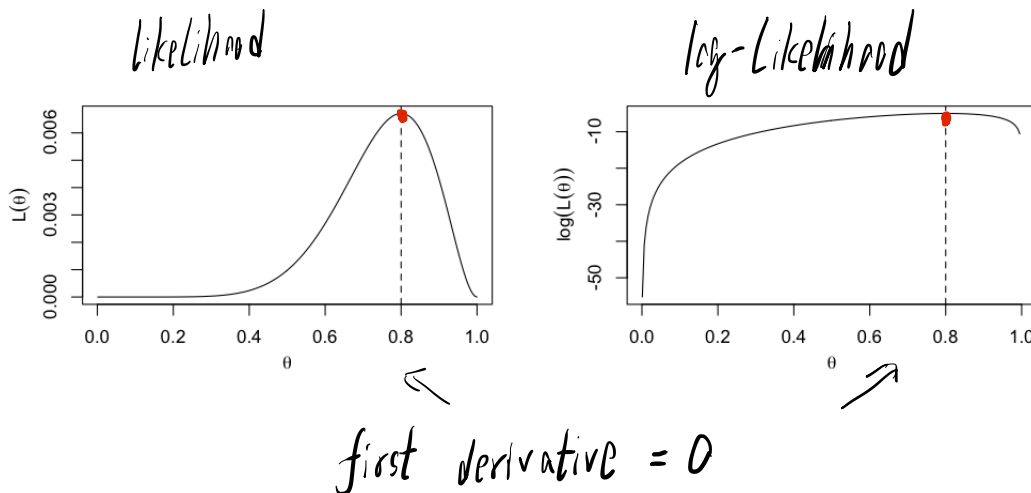 likelihood
log-Likelihood
0.006
0.003
0.000
L(θ)
0.0 0.2 0.4 0.6 0.8 1.0
θ
-10
-30
-50
log(L(θ))
0.0 0.2 0.4 0.6 0.8 1.0
θ
first derivative = 0